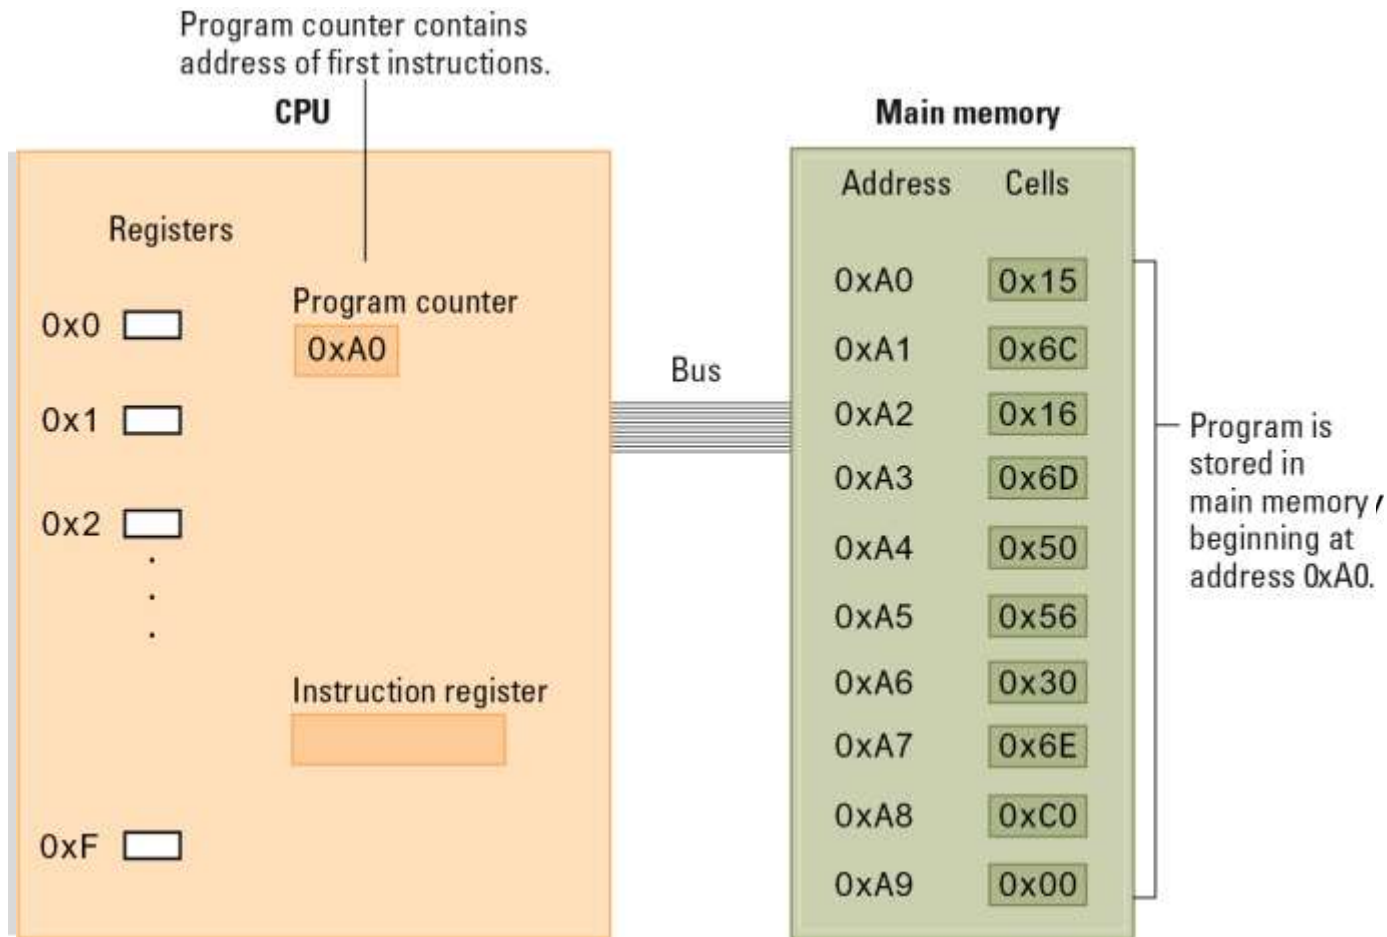 Program counter contains
address of first instructions.
CPU
Registers
Program counter
0xA0
0x0
0x1
0x2
Instruction register
0xF
Bus
Main memory
Address Cells
0xA0 0x15
0xA1 0x6C
0xA2 0x16
0xA3 0x6D
0xA4 0x50
0xA5 0x56
0xA6 0x30
0xA7 0x6E
0xA8 0xC0
0xA9 0x00
Program is
stored in
main memory
beginning at
address 0xA0.